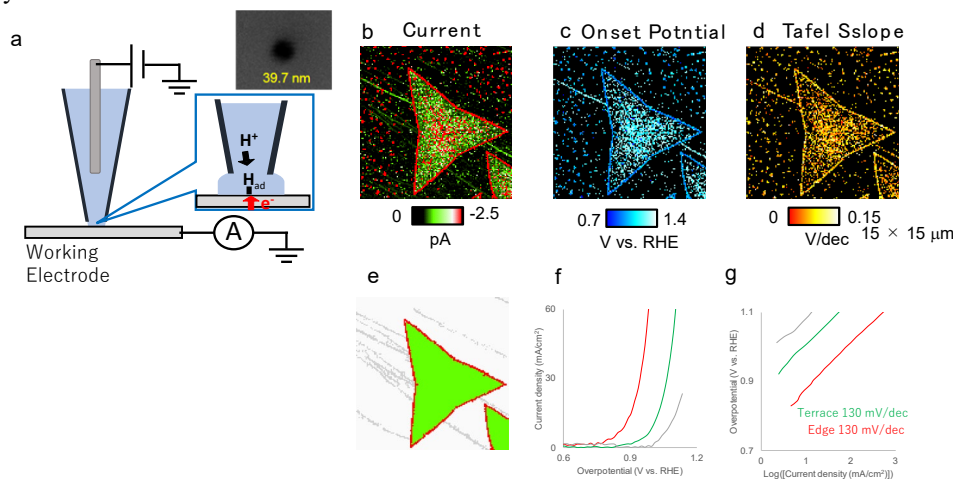 a
39.7 nm
H+
Had
e-
A
Working
Electrode
b Current
0 -2.5
pA
c Onset Potntial
0.7 1.4
V vs. RHE
d Tafel Sslope
0 0.15
V/dec
15 × 15 μm
e
f
60
30
0
Current density (mA/cm²)
0.6 0.9 1.2
Overpotential (V vs. RHE)
g
1.1
0.9
0.7
Overpotential (V vs. RHE)
Terrace 130 mV/dec
Edge 130 mV/dec
0 1 2 3
Log([Current density (mA/cm²)])